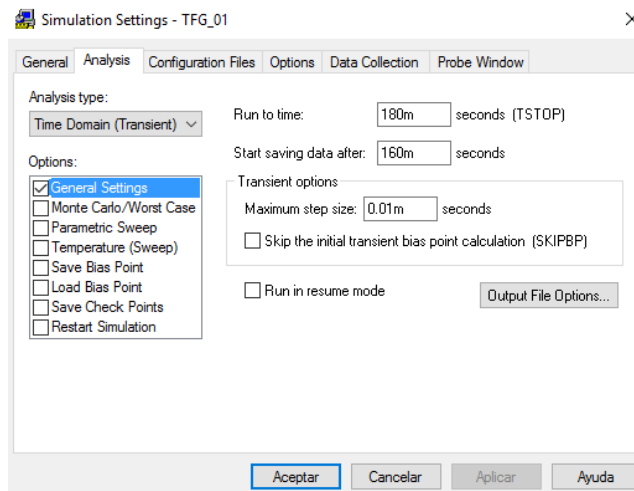 Simulation Settings - TFG_01
General Analysis Configuration Files Options Data Collection Probe Window
Analysis type:
Time Domain (Transient)
Options:
General Settings
Monte Carlo/Worst Case
Parametric Sweep
Temperature (Sweep)
Save Bias Point
Load Bias Point
Save Check Points
Restart Simulation
Run to time: 180m seconds (TSTOP)
Start saving data after: 160m seconds
Transient options
Maximum step size: 0.01m seconds
Skip the initial transient bias point calculation (SKIPBP)
Run in resume mode
Output File Options...
Aceptar Cancelar Aplicar Ayuda